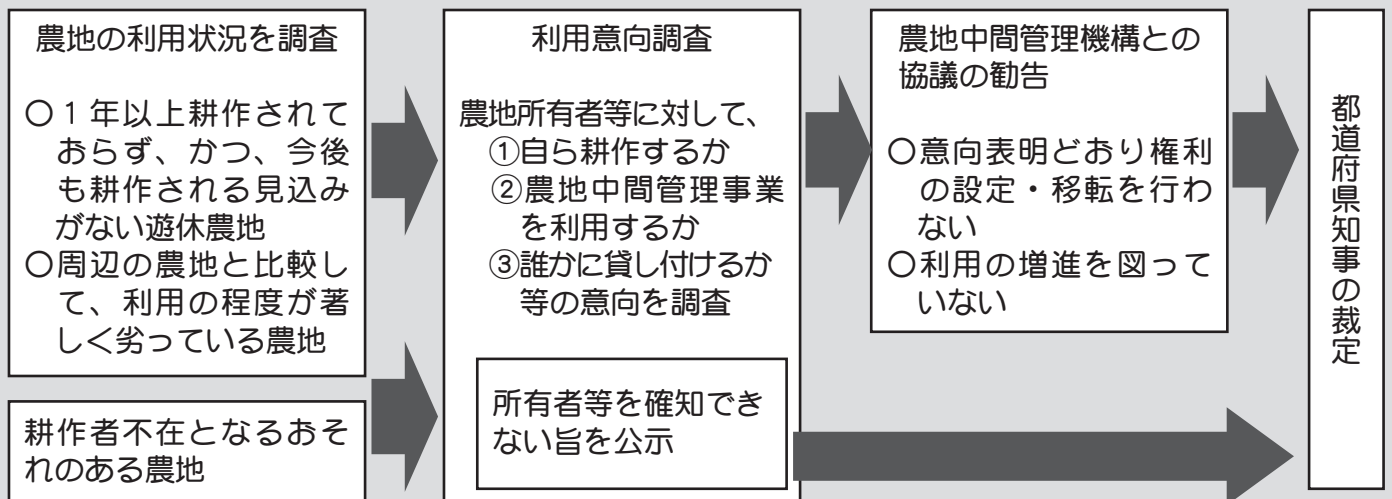 農地の利用状況を調査
○1年以上耕作されて
おらず、かつ、今後
も耕作される見込み
がない遊休農地
○周辺の農地と比較し
て、利用の程度が著
しく劣っている農地
耕作者不在となるおそ
れのある農地
利用意向調査
農地所有者等に対して、
①自ら耕作するか
②農地中間管理事業
を利用するか
③誰かに貸し付けるか
等の意向を調査
所有者等を確知でき
ない旨を公示
農地中間管理機構との
協議の勧告
○意向表明どおり権利
の設定・移転を行わ
ない
○利用の増進を図って
いない
都道府県知事の裁定